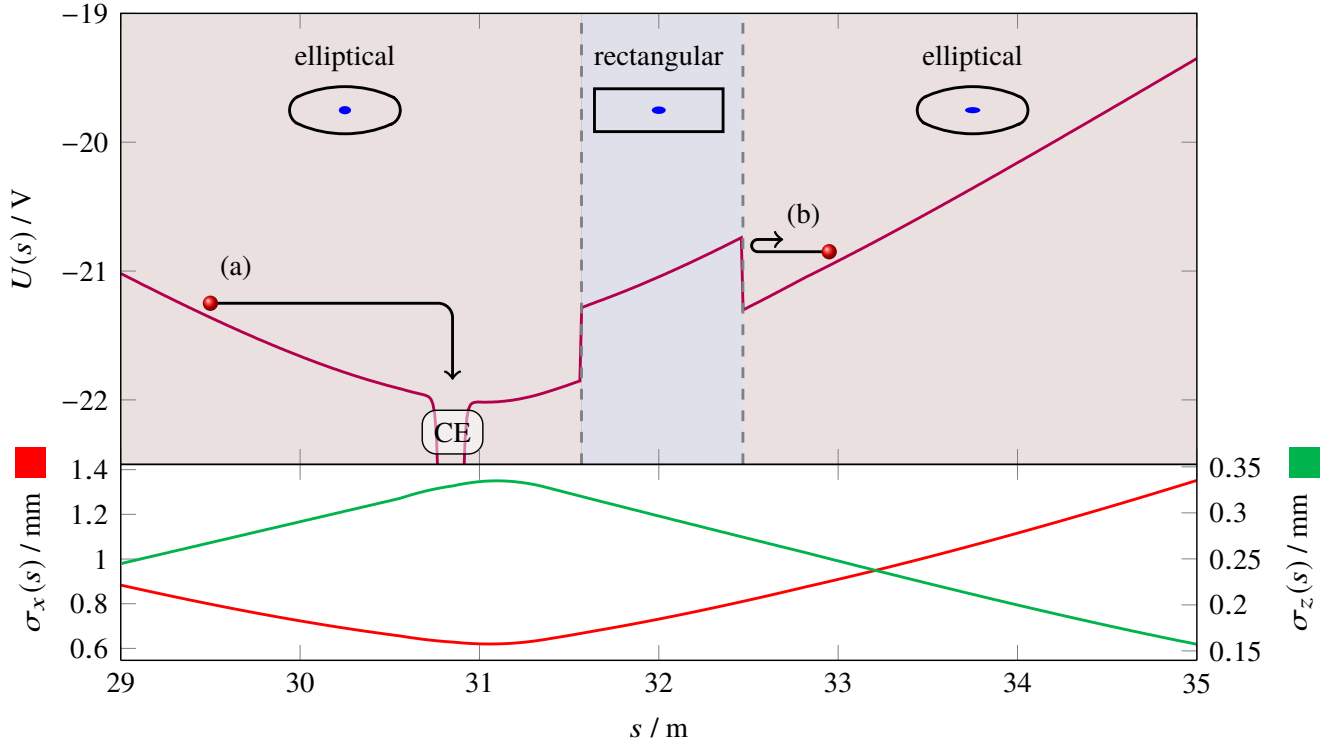 −19
−20
−21
−22
U(s) / V
elliptical
rectangular
elliptical
(a)
(b)
CE
1.4
1.2
1
0.8
0.6
σx(s) / mm
0.35
0.3
0.25
0.2
0.15
σz(s) / mm
29
30
31
32
33
34
35
s / m